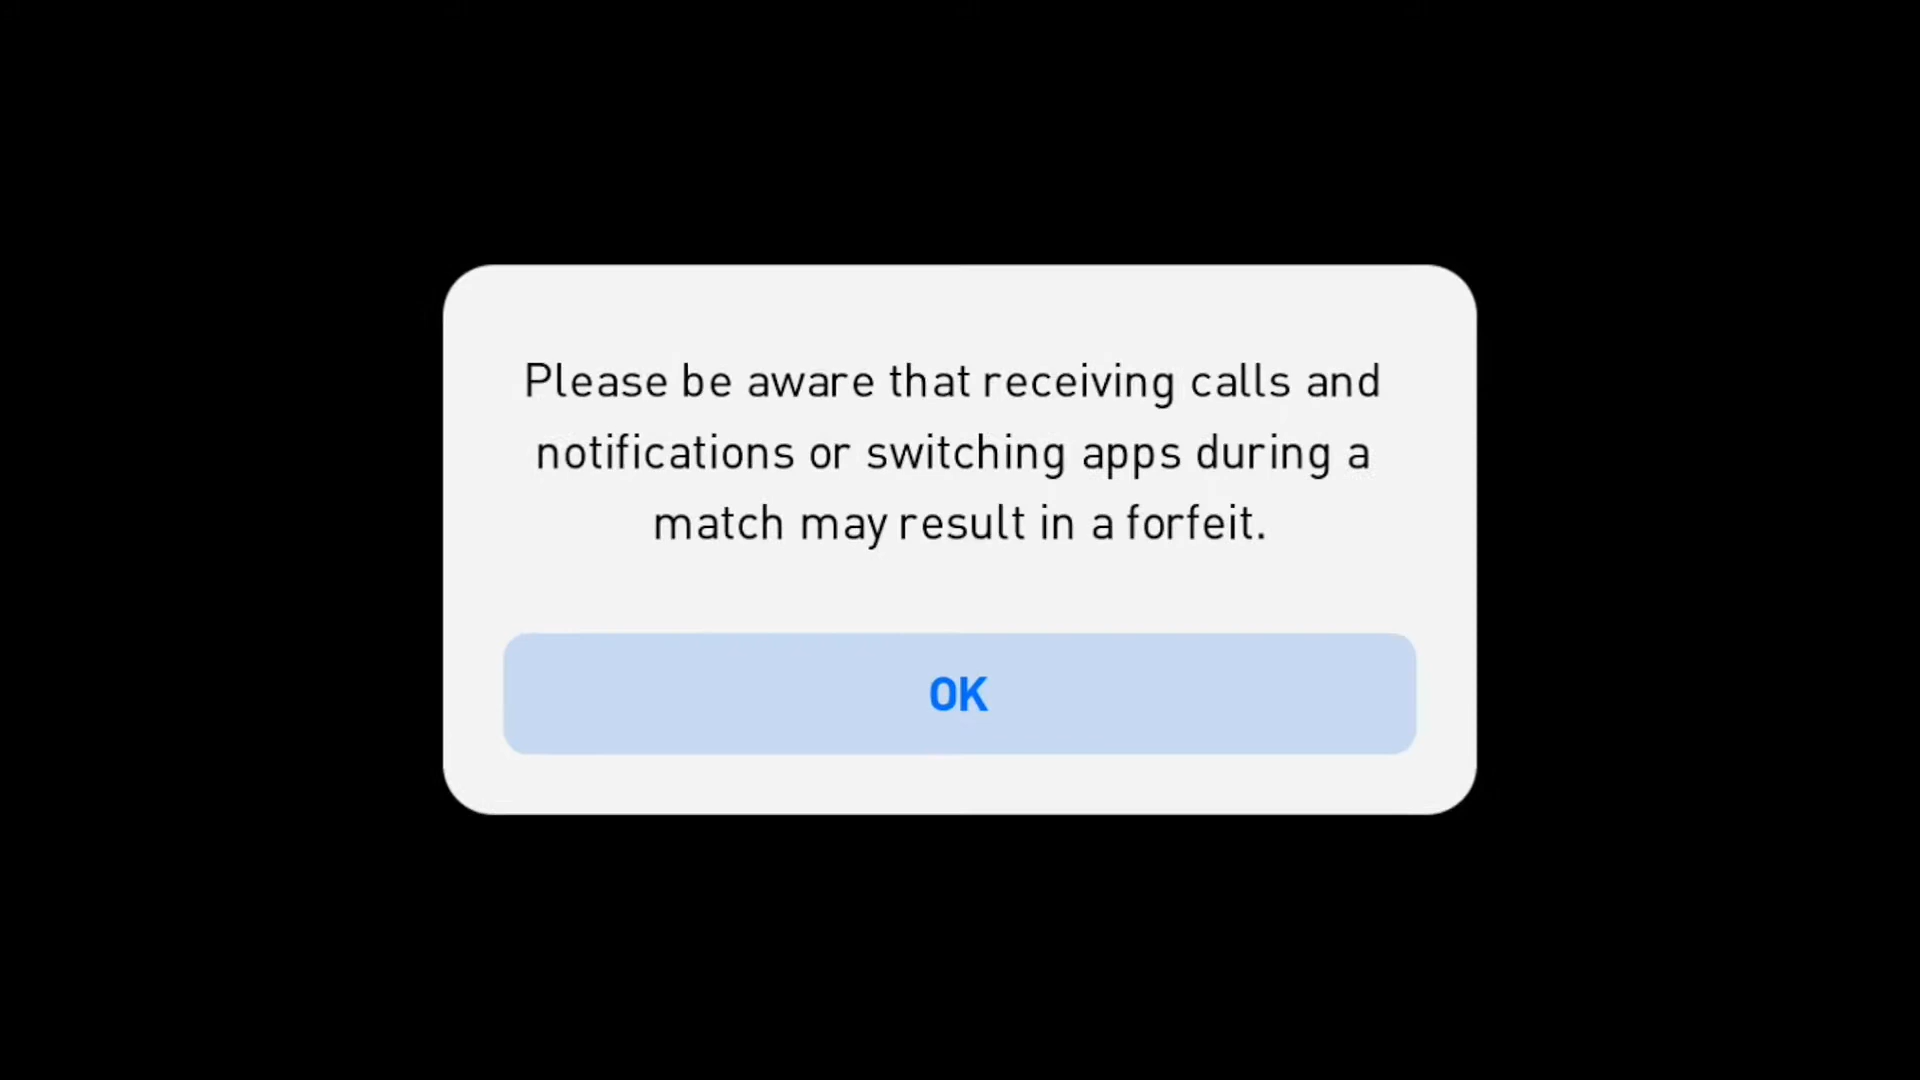 Please be aware that receiving calls and
notifications or switching apps during a
match may result in a forfeit.
OK